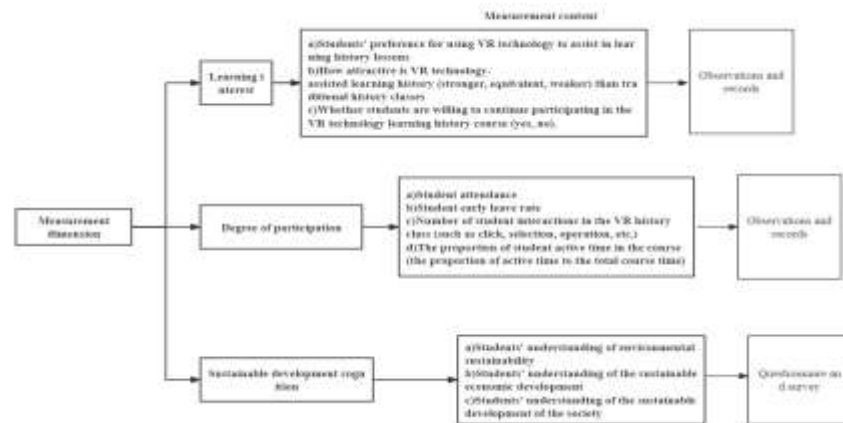 Measurement content
Learning i
nterest
a)Students' preference for using VR technology to assist in lear
ning history lessons
b)How attractive is VR technology-
assisted learning history (stronger, equivalent, weaker) than tra
ditional history classes
c)Whether students are willing to continue participating in the
VR technology learning history course (yes, no).
Observations and
records
Measurement
dimension
Degree of participation
a)Student attendance
b)Student early leave rate
c)Number of student interactions in the VR history
class (such as click, selection, operation, etc.)
d)The proportion of student active time in the course
(the proportion of active time to the total course time)
Observations and
records
Sustainable development cogn
ition
a)Students' understanding of environmental
sustainability
b)Students' understanding of the sustainable
economic development
c)Students' understanding of the sustainable
development of the society
Questionnaire an
d survey